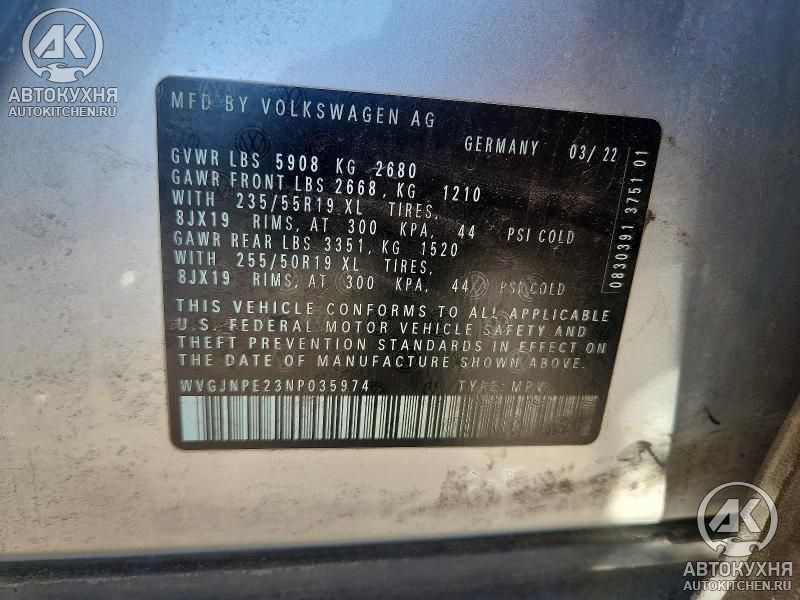 AK
АВТОКУХНЯ
AUTOKITCHEN.RU
MFD BY VOLKSWAGEN AG
GERMANY 03/ 22
GVWR LBS 5908 KG 2680
GAWR FRONT LBS 2668, KG 1210
WITH 235/55R19 XL TIRES,
8JX19 RIMS, AT 300 KPA, 44 PSI COLD
GAWR REAR LBS 3351, KG 1520
WITH 255/50R19 XL TIRES,
8JX19 RIMS, AT 300 KPA, 44 PSI COLD
THIS VEHICLE CONFORMS TO ALL APPLICABLE
U.S. FEDERAL MOTOR VEHICLE SAFETY AND
THEFT PREVENTION STANDARDS IN EFFECT ON
THE DATE OF MANUFACTURE SHOWN ABOVE.
WVGJNPE23NP035974 TYPE: MPV
0830391 3751 01
AK
АВТОКУХНЯ
AUTOKITCHEN.RU